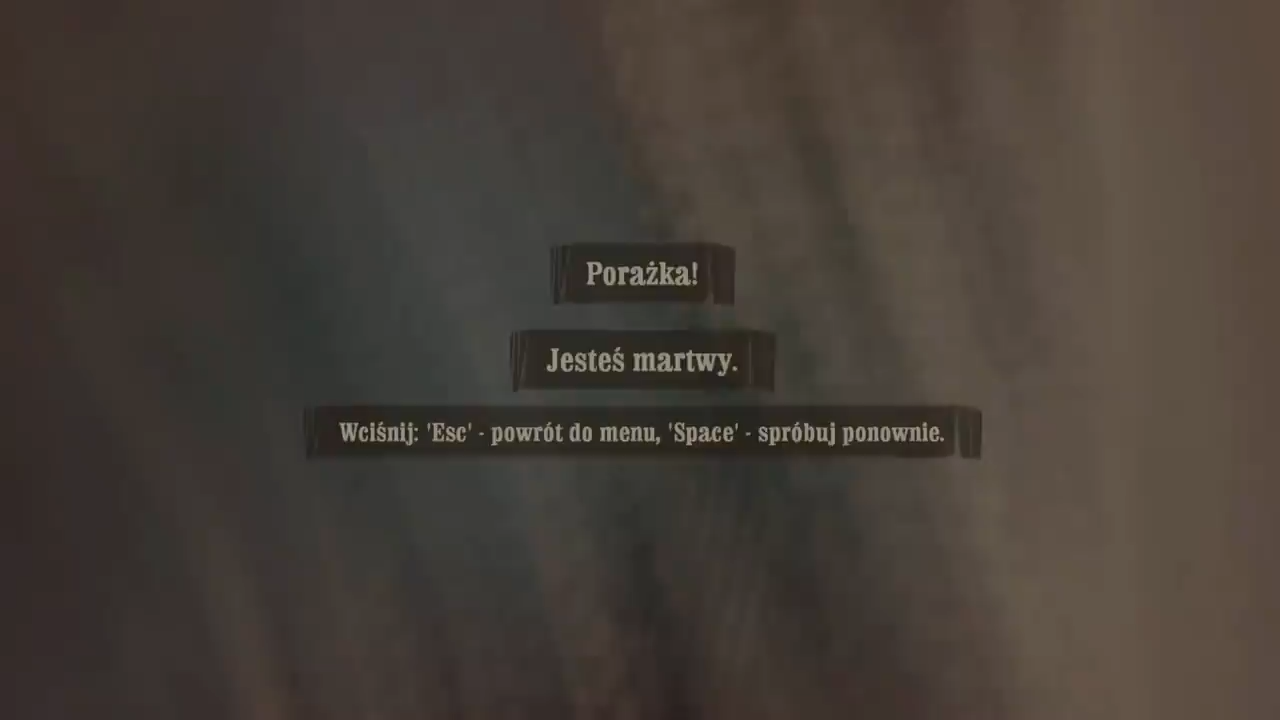 Porażka!
Jesteś martwy.
Wciśnij: 'Esc' - powrót do menu, 'Space' - spróbuj ponownie.